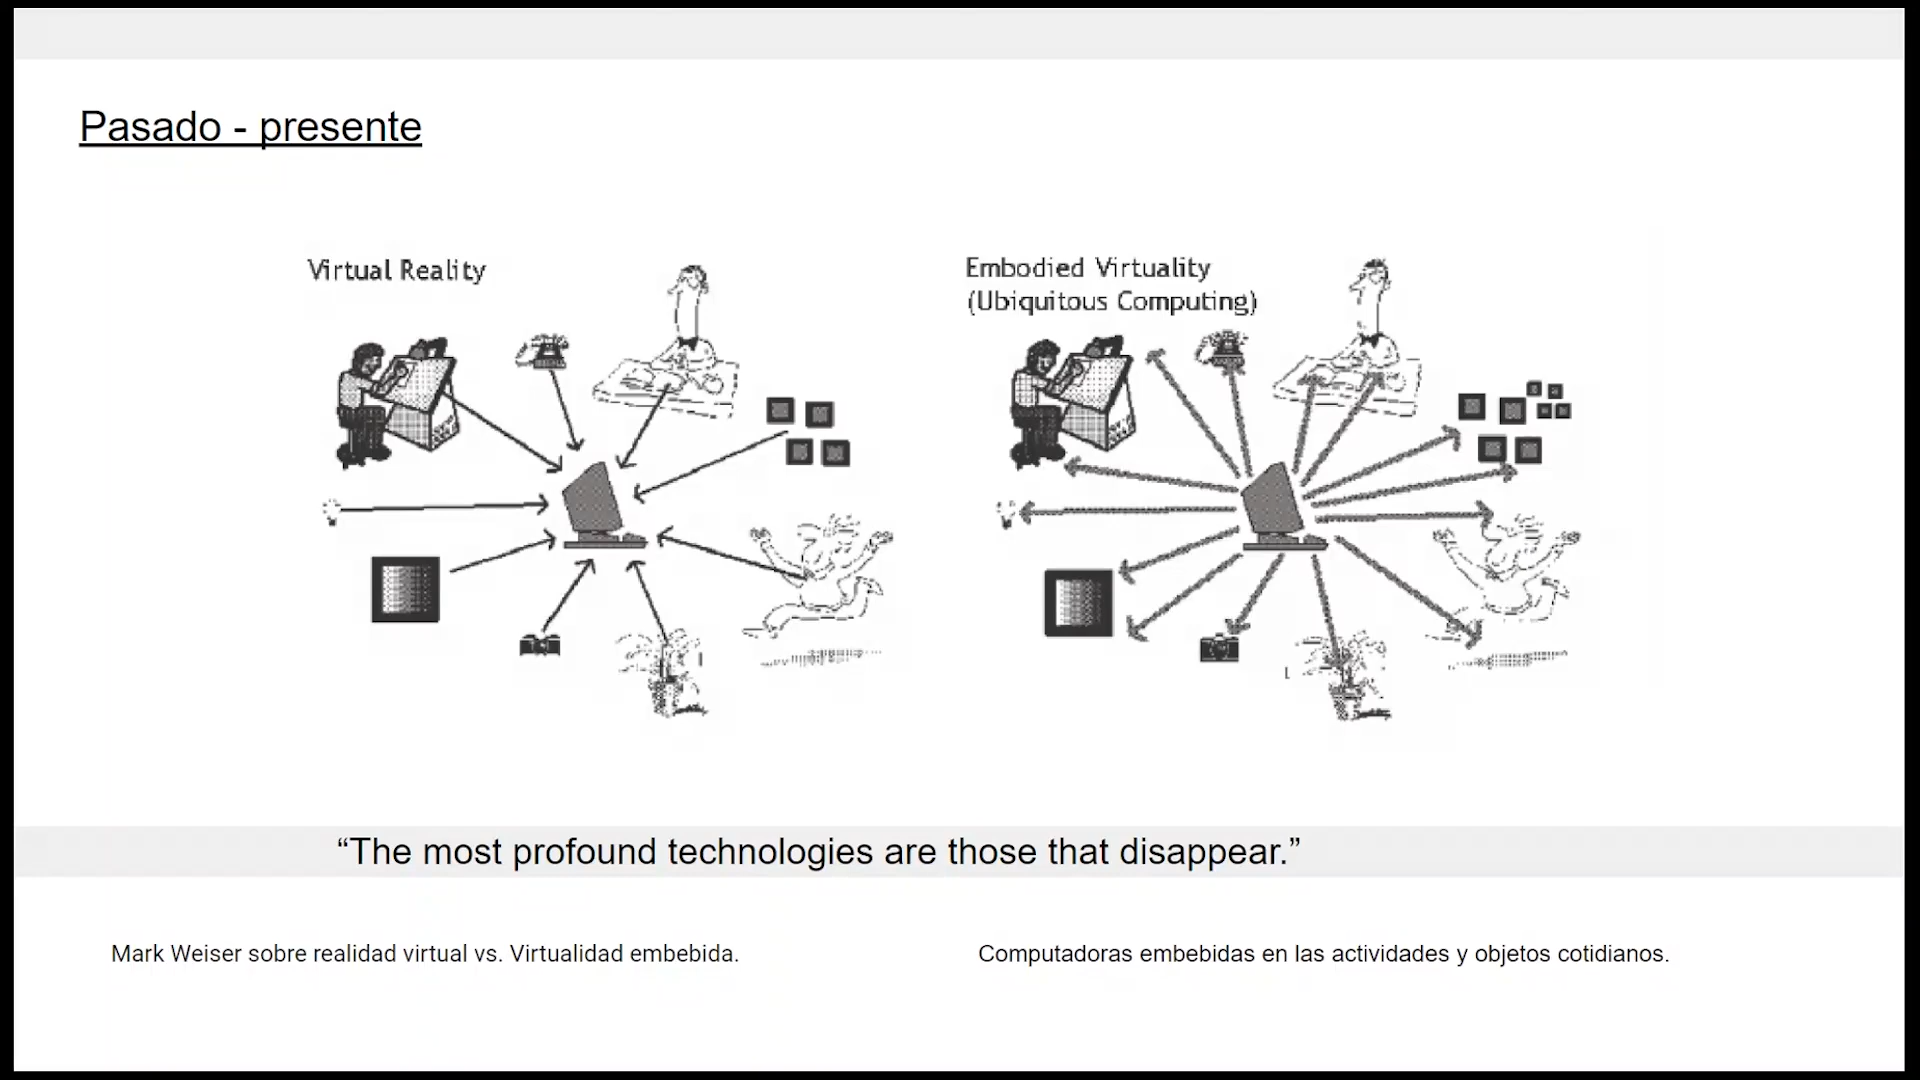 Pasado - presente
Virtual Reality
Embodied Virtuality
(Ubiquitous Computing)
“The most profound technologies are those that disappear.”
Mark Weiser sobre realidad virtual vs. Virtualidad embebida.
Computadoras embebidas en las actividades y objetos cotidianos.